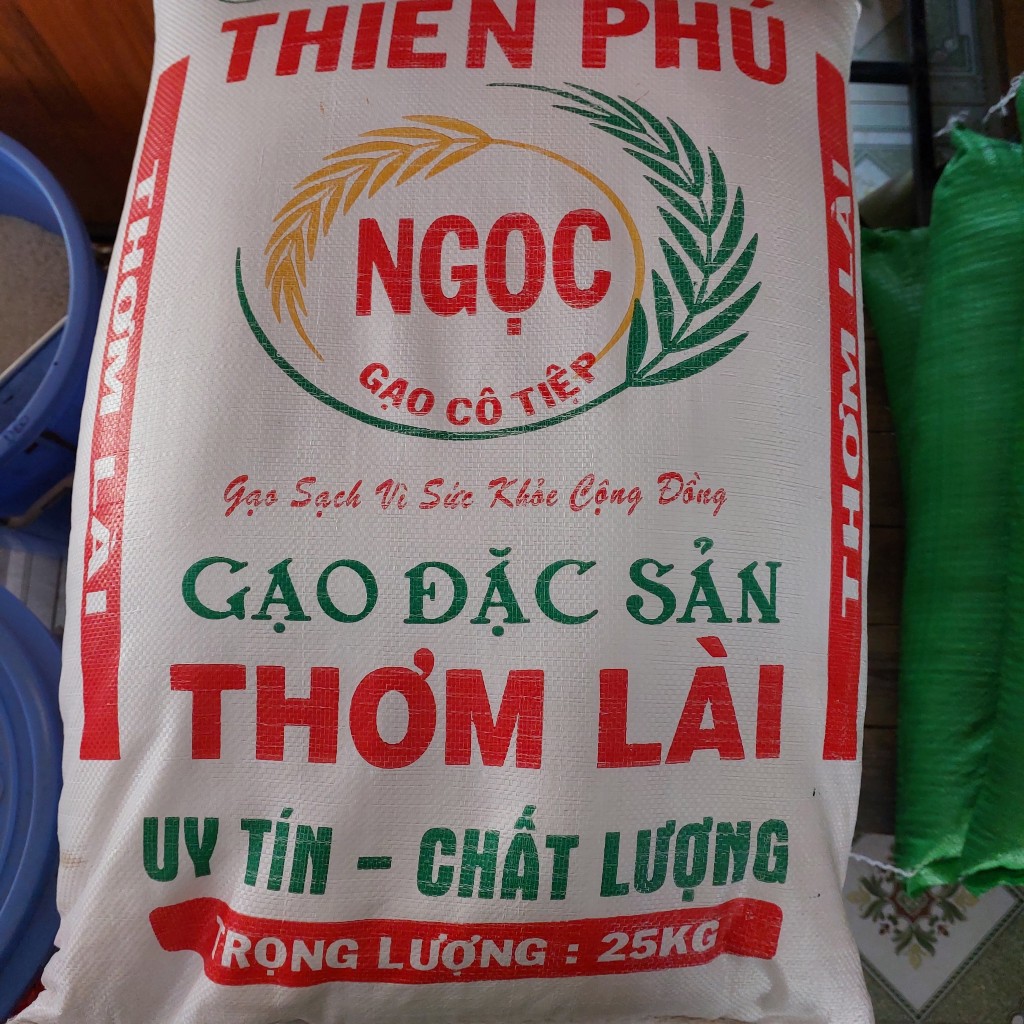 THIÊN PHÚ
NGỌC
GẠO CÔ TIỆP
Gạo Sạch Vì Sức Khỏe Cộng Đồng
GẠO ĐẶC SẢN
THƠM LÀI
UY TÍN – CHẤT LƯỢNG
TRỌNG LƯỢNG : 25KG
THƠM LÀI
THƠM LÀI